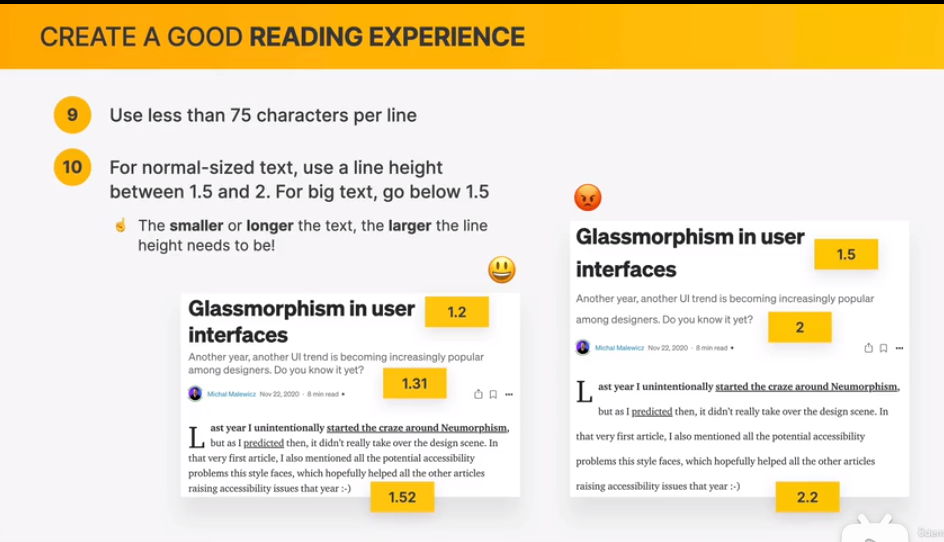 CREATE A GOOD READING EXPERIENCE
9
Use less than 75 characters per line
10
For normal-sized text, use a line height
between 1.5 and 2. For big text, go below 1.5
The smaller or longer the text, the larger the line
height needs to be!
Glassmorphism in user
interfaces
1.2
Another year, another UI trend is becoming increasingly popular
among designers. Do you know it yet?
1.31
Michal Malewicz Nov 22, 2020 · 8 min read
Last year I unintentionally started the craze around Neumorphism,
but as I predicted then, it didn't really take over the design scene. In
that very first article, I also mentioned all the potential accessibility
problems this style faces, which hopefully helped all the other articles
raising accessibility issues that year :-)
1.52
Glassmorphism in user
interfaces
1.5
Another year, another UI trend is becoming increasingly popular
among designers. Do you know it yet?
2
Michal Malewicz Nov 22, 2020 · 8 min read
Last year I unintentionally started the craze around Neumorphism,
but as I predicted then, it didn't really take over the design scene. In
that very first article, I also mentioned all the potential accessibility
problems this style faces, which hopefully helped all the other articles
raising accessibility issues that year :-)
2.2